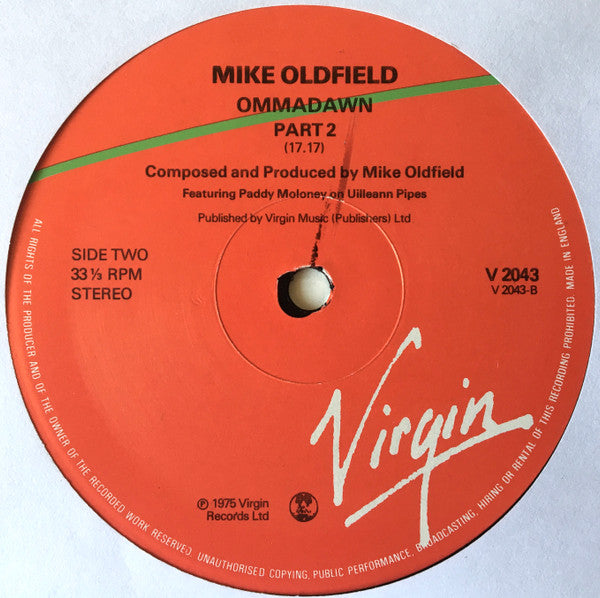 MIKE OLDFIELD
OMMADAWN
PART 2
(17.17)
Composed and Produced by Mike Oldfield
Featuring Paddy Moloney on Uilleann Pipes
Published by Virgin Music (Publishers) Ltd
SIDE TWO
33 ⅓ RPM
STEREO
V 2043
V 2043-B
Virgin
℗ 1975 Virgin
Records Ltd
ALL RIGHTS OF THE PRODUCER AND OF THE OWNER OF THE RECORDED WORK RESERVED. UNAUTHORISED COPYING, PUBLIC PERFORMANCE, BROADCASTING, HIRING OR RENTAL OF THIS RECORDING PROHIBITED. MADE IN ENGLAND